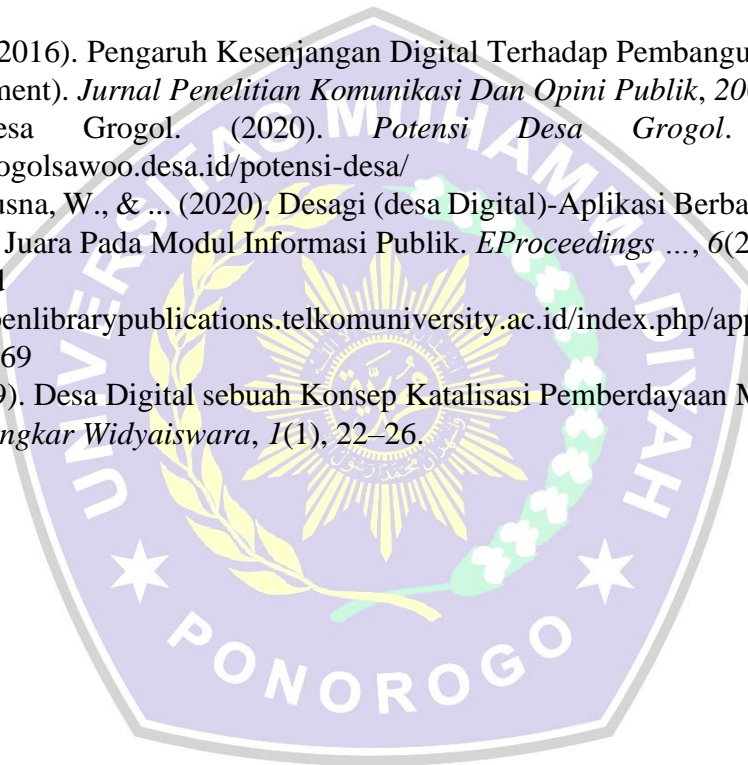 2016). Pengaruh Kesenjangan Digital Terhadap Pembangu
ment). Jurnal Penelitian Komunikasi Dan Opini Publik, 200
esa Grogol. (2020). Potensi Desa Grogol.
ogolsawoo.desa.id/potensi-desa/
usna, W., & ... (2020). Desagi (desa Digital)-Aplikasi Berba
Juara Pada Modul Informasi Publik. EProceedings …, 6(2
enlibrarypublications.telkomuniversity.ac.id/index.php/app
69
9). Desa Digital sebuah Konsep Katalisasi Pemberdayaan M
ngkar Widyaiswara, 1(1), 22–26.
UNIVERSITAS MUHAMMADIYAH
PONOROGO